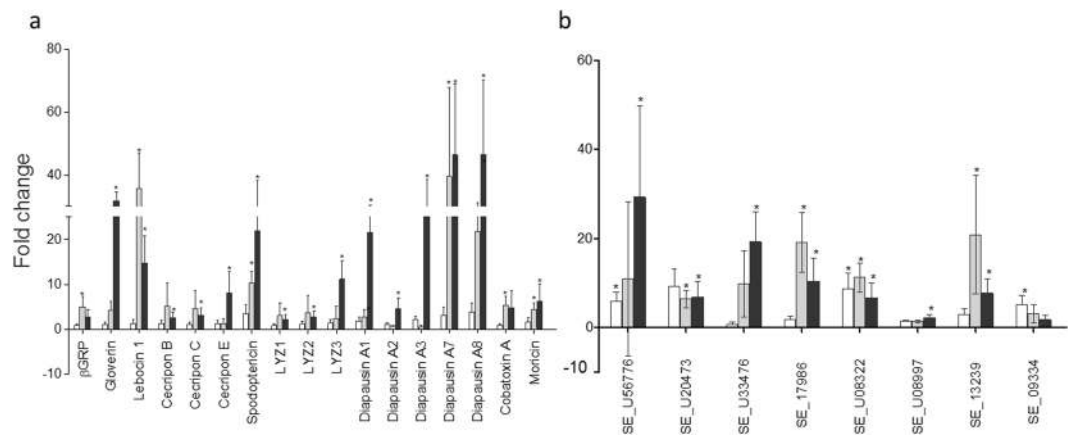 a
b
Fold change
80
60
40
20
10
0
-10
βGRP
Gloverin
Lebocin 1
Cecripon B
Cecripon C
Cecripon E
Spodoptericin
LYZ1
LYZ2
LYZ3
Diapausin A1
Diapausin A2
Diapausin A3
Diapausin A7
Diapausin A8
Cobatoxin A
Moricin
60
40
20
0
-10
SE_U56776
SE_U20473
SE_U33476
SE_17986
SE_U08322
SE_U08997
SE_13239
SE_09334